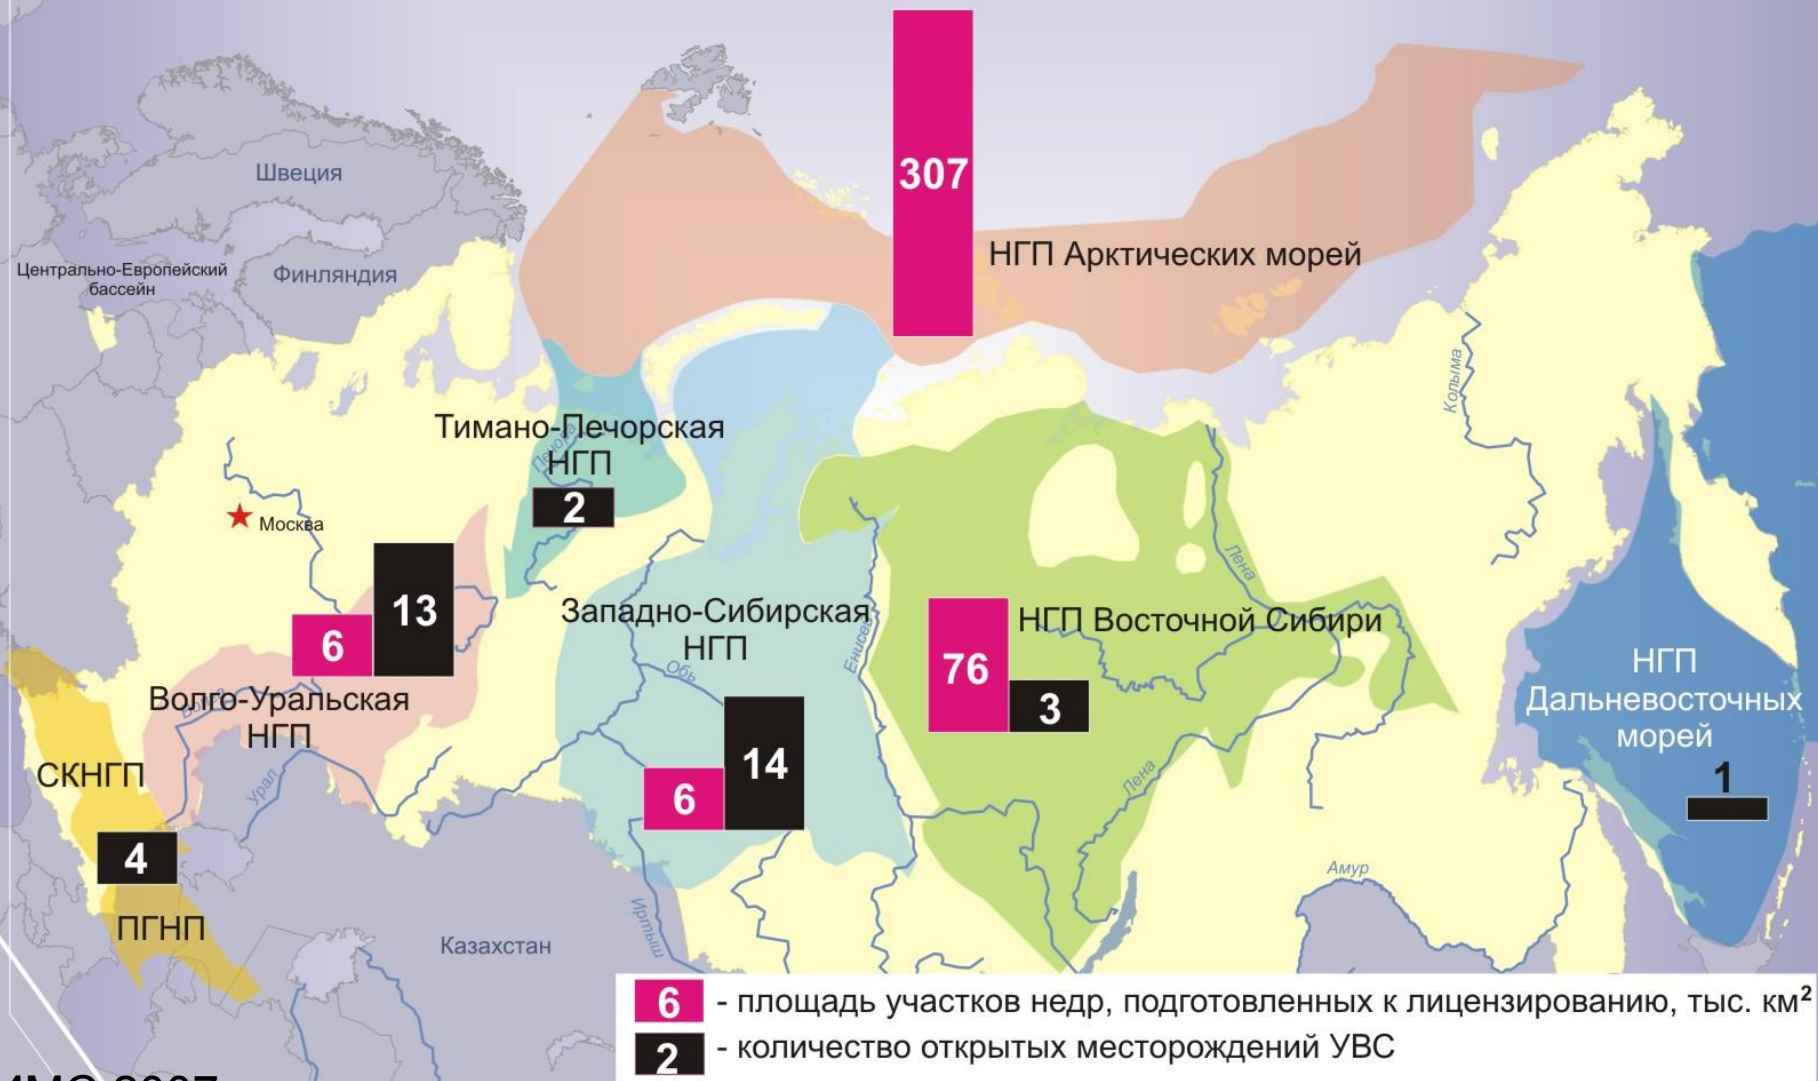 307
Швеция
НГП Арктических морей
Центрально-Европейский
бассейн
Финляндия
Колыма
Тимано-Печорская
НГП
Печора
2
Москва
Лена
13
6
Западно-Сибирская
НГП
Енисей
Обь
НГП Восточной Сибири
76
3
НГП
Дальневосточных
морей
1
Волго-Уральская
НГП
Волга
Урал
СКНГП
14
6
Лена
4
Амур
ПГНП
Иртыш
Казахстан
6 - площадь участков недр, подготовленных к лицензированию, тыс. км²
2 - количество открытых месторождений УВС